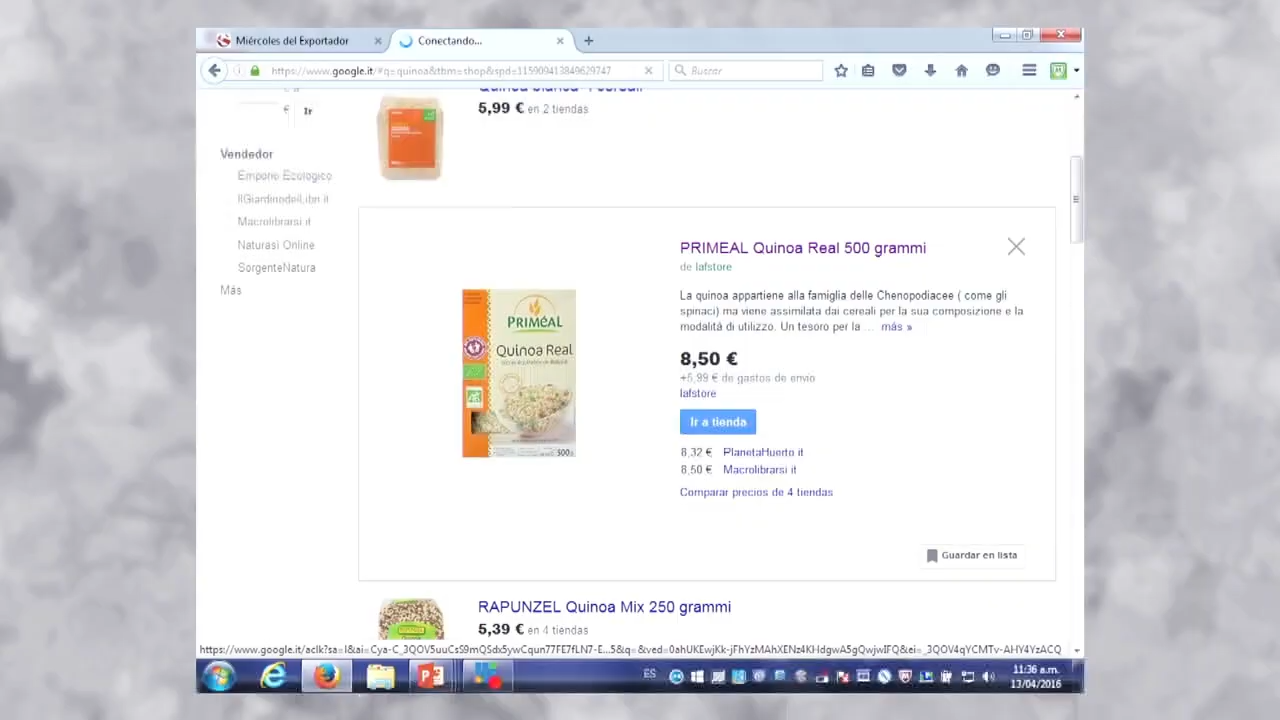 Miércoles del Exportador
Conectando...
https://www.google.it/#q=quinoa&tbm=shop&spd=115909413849629747
Buscar
5,99 € en 2 tiendas
€ Ir
Vendedor
Emporio Ecologico
IlGiardinodeiLibri.it
Macrolibrarsi.it
Naturasì Online
SorgenteNatura
Más
PRIMEAL Quinoa Real 500 grammi
de lafstore
La quinoa appartiene alla famiglia delle Chenopodiacee ( come gli
spinaci) ma viene assimilata dai cereali per la sua composizione e la
modalità di utilizzo. Un tesoro per la ... más »
8,50 €
+5,99 € de gastos de envío
lafstore
Ir a tienda
8,32 € PlanetaHuerto.it
8,50 € Macrolibrarsi.it
Comparar precios de 4 tiendas
Guardar en lista
PRIMéAL
Quinoa Real
500g
RAPUNZEL Quinoa Mix 250 grammi
5,39 € en 4 tiendas
ES
11:36 a.m.
13/04/2016